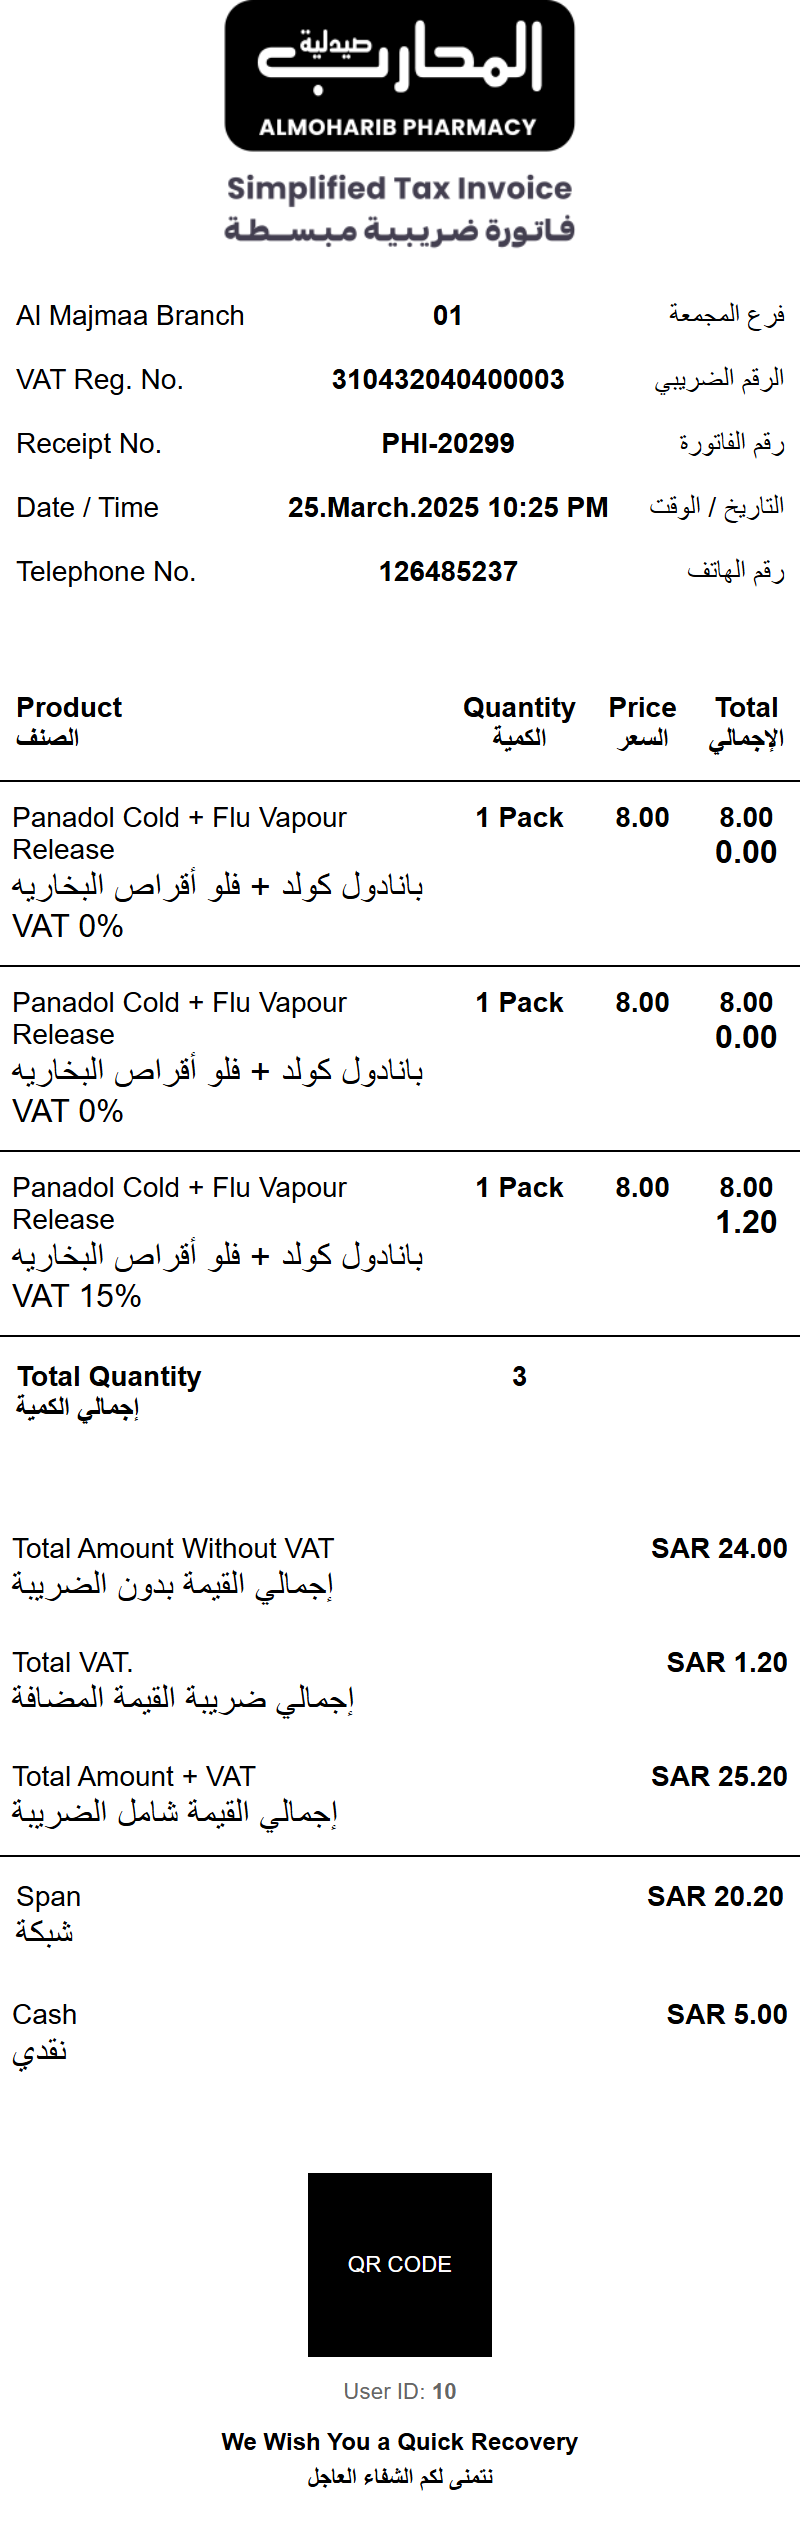 صيدلية المحارب
ALMOHARIB PHARMACY
Simplified Tax Invoice
فاتورة ضريبية مبسطة
Al Majmaa Branch 01 فرع المجمعة
VAT Reg. No. 310432040400003 الرقم الضريبي
Receipt No. PHI-20299 رقم الفاتورة
Date / Time 25.March.2025 10:25 PM التاريخ / الوقت
Telephone No. 126485237 رقم الهاتف
Product Quantity Price Total
الصنف الكمية السعر الإجمالي
Panadol Cold + Flu Vapour 1 Pack 8.00 8.00
Release 0.00
بانادول كولد + فلو أقراص البخاريه
VAT 0%
Panadol Cold + Flu Vapour 1 Pack 8.00 8.00
Release 0.00
بانادول كولد + فلو أقراص البخاريه
VAT 0%
Panadol Cold + Flu Vapour 1 Pack 8.00 8.00
Release 1.20
بانادول كولد + فلو أقراص البخاريه
VAT 15%
Total Quantity 3
إجمالي الكمية
Total Amount Without VAT SAR 24.00
إجمالي القيمة بدون الضريبة
Total VAT. SAR 1.20
إجمالي ضريبة القيمة المضافة
Total Amount + VAT SAR 25.20
إجمالي القيمة شامل الضريبة
Span SAR 20.20
شبكة
Cash SAR 5.00
نقدي
QR CODE
User ID: 10
We Wish You a Quick Recovery
نتمنى لكم الشفاء العاجل